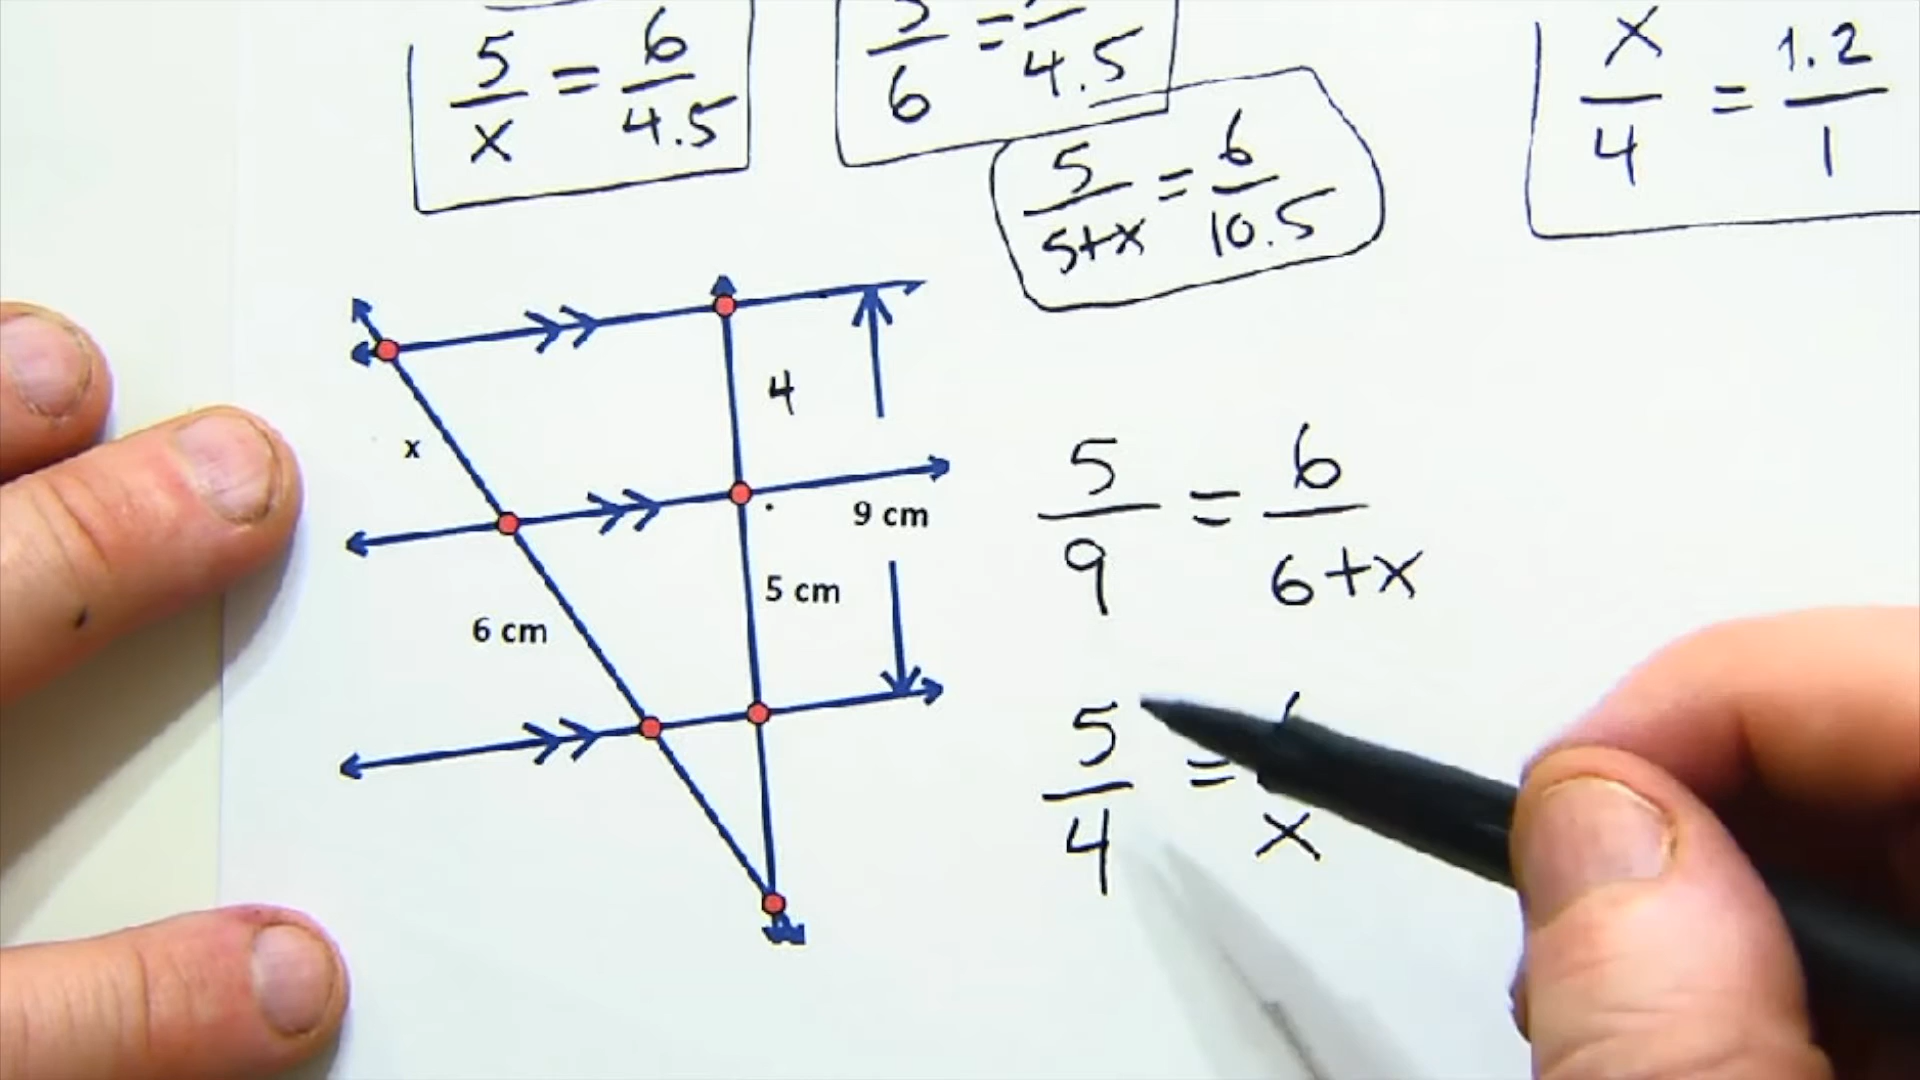 5/x = 6/4.5
5/6 = /4.5
5/5+x = 6/10.5
x/4 = 1.2/1
4
x
9 cm
5 cm
6 cm
5/9 = 6/6+x
5/4 = /x